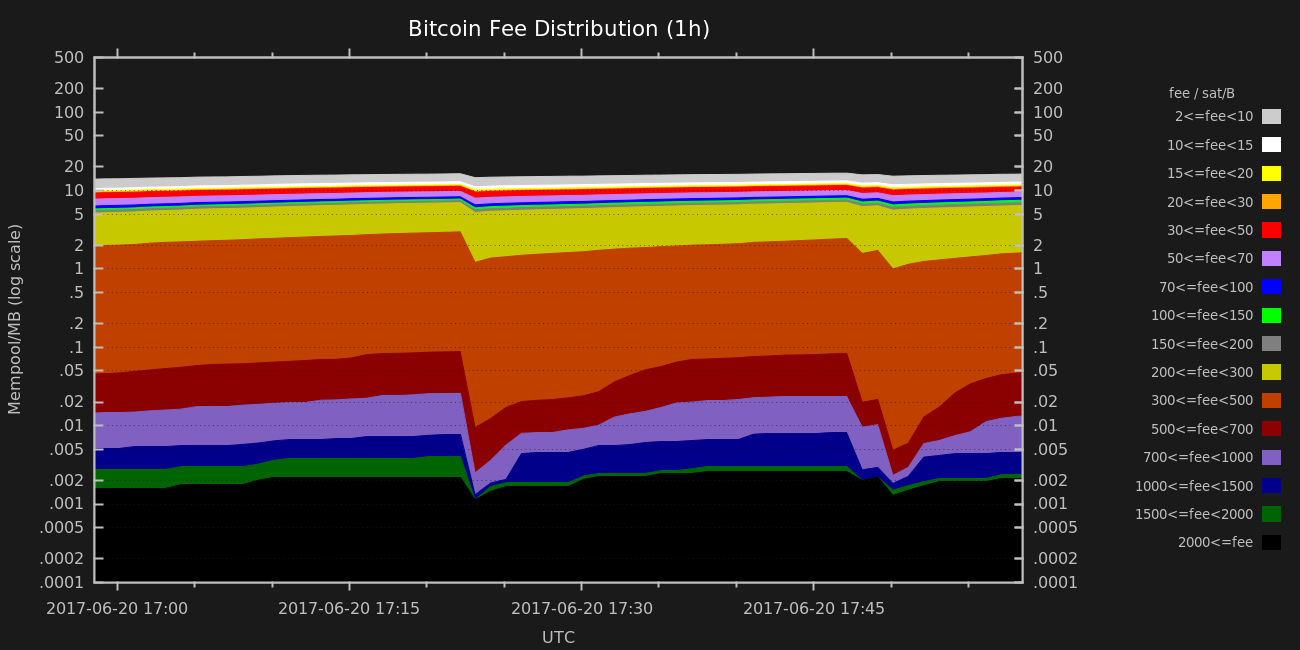 Bitcoin Fee Distribution (1h)
Mempool/MB (log scale)
500
200
100
50
20
10
5
2
1
.5
.2
.1
.05
.02
.01
.005
.002
.001
.0005
.0002
.0001
500
200
100
50
20
10
5
2
1
.5
.2
.1
.05
.02
.01
.005
.002
.001
.0005
.0002
.0001
2017-06-20 17:00 2017-06-20 17:15 2017-06-20 17:30 2017-06-20 17:45
UTC
fee / sat/B
2<=fee<10
10<=fee<15
15<=fee<20
20<=fee<30
30<=fee<50
50<=fee<70
70<=fee<100
100<=fee<150
150<=fee<200
200<=fee<300
300<=fee<500
500<=fee<700
700<=fee<1000
1000<=fee<1500
1500<=fee<2000
2000<=fee